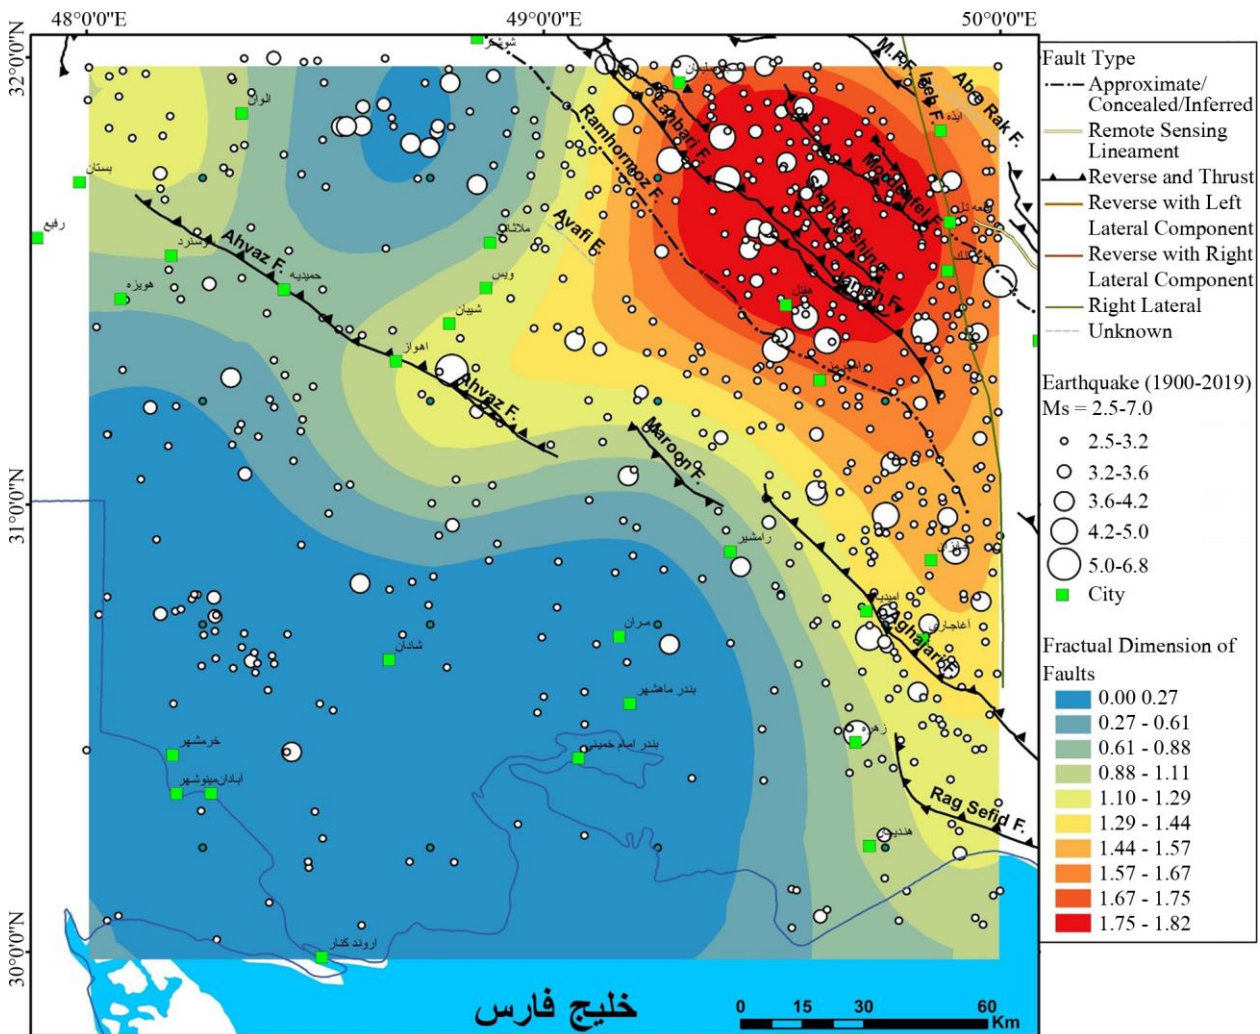 48°0'0"E
49°0'0"E
50°0'0"E
32°0'0"N
31°0'0"N
30°0'0"N
شوشتر
الوان
بستان
رفیع
هویزه
حمیدیه
ملاثانی
ویس
شیبان
اهواز
هفتگل
ایذه
رامشیر
امیدیه
آغاجاری
شادگان
بندر ماهشهر
بندر امام خمینی
خرمشهر
آبادان
مینوشهر
زهره
هندیجان
اروند کنار
خلیج فارس
M.R.F.
Izeh F.
Abre Rak F.
Lahbari F.
Ramhormoz F.
Avafi F.
Ahvaz F.
Ahvaz F.
Maroon F.
Aghajari F.
Rag Sefid F.
0 15 30 60
Km
Fault Type
Approximate/
Concealed/Inferred
Remote Sensing
Lineament
Reverse and Thrust
Reverse with Left
Lateral Component
Reverse with Right
Lateral Component
Right Lateral
Unknown
Earthquake (1900-2019)
Ms = 2.5-7.0
2.5-3.2
3.2-3.6
3.6-4.2
4.2-5.0
5.0-6.8
City
Fractual Dimension of
Faults
0.00 0.27
0.27 - 0.61
0.61 - 0.88
0.88 - 1.11
1.10 - 1.29
1.29 - 1.44
1.44 - 1.57
1.57 - 1.67
1.67 - 1.75
1.75 - 1.82